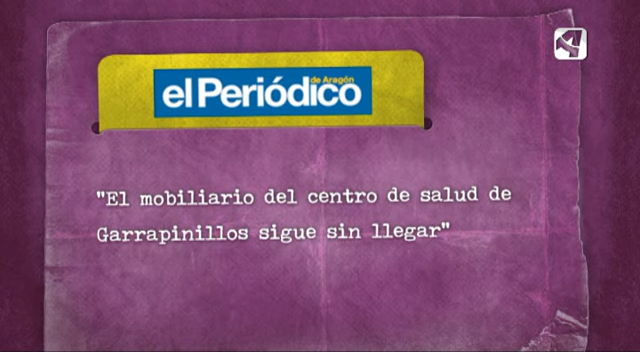 el Periódico
de Aragón
"El mobiliario del centro de salud de
Garrapinillos sigue sin llegar"